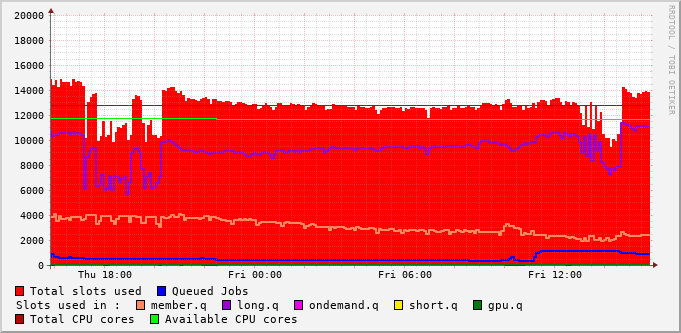 20000
18000
16000
14000
12000
10000
8000
6000
4000
2000
0
Thu 18:00 Fri 00:00 Fri 06:00 Fri 12:00
RRDTOOL / TOBI OETIKER
Total slots used Queued Jobs
Slots used in : member.q long.q ondemand.q short.q gpu.q
Total CPU cores Available CPU cores